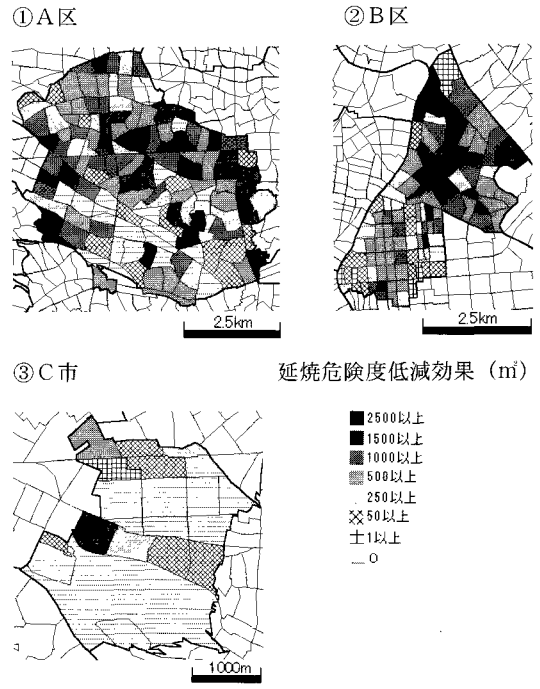 ①A区
②B区
2.5km
2.5km
③C市
延焼危険度低減効果（㎡）
2500以上
1500以上
1000以上
500以上
250以上
50以上
1以上
0
1000m